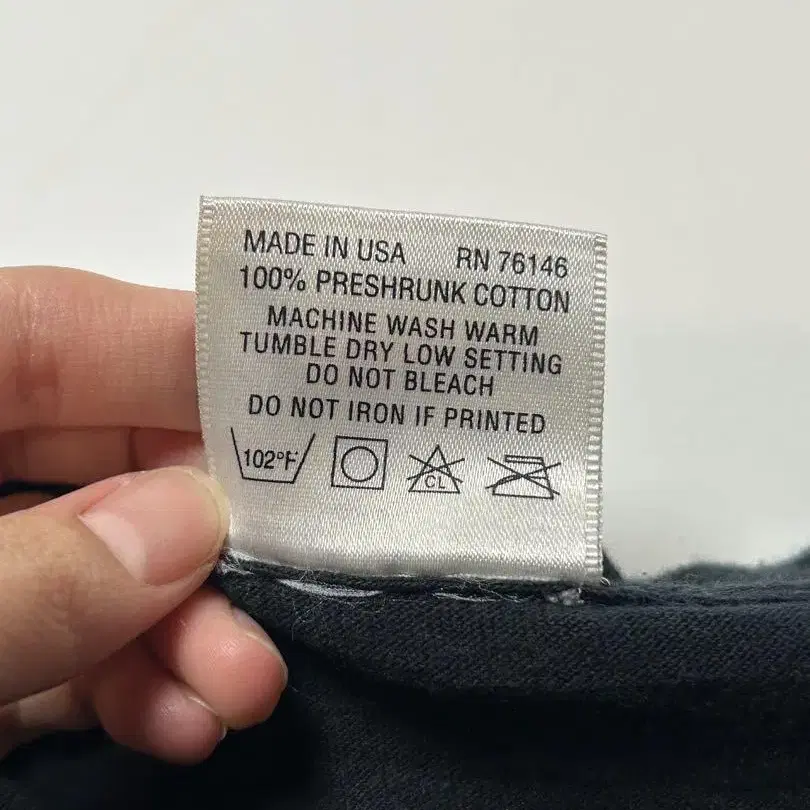 MADE IN USA RN 76146
100% PRESHRUNK COTTON
MACHINE WASH WARM
TUMBLE DRY LOW SETTING
DO NOT BLEACH
DO NOT IRON IF PRINTED
102°F CL